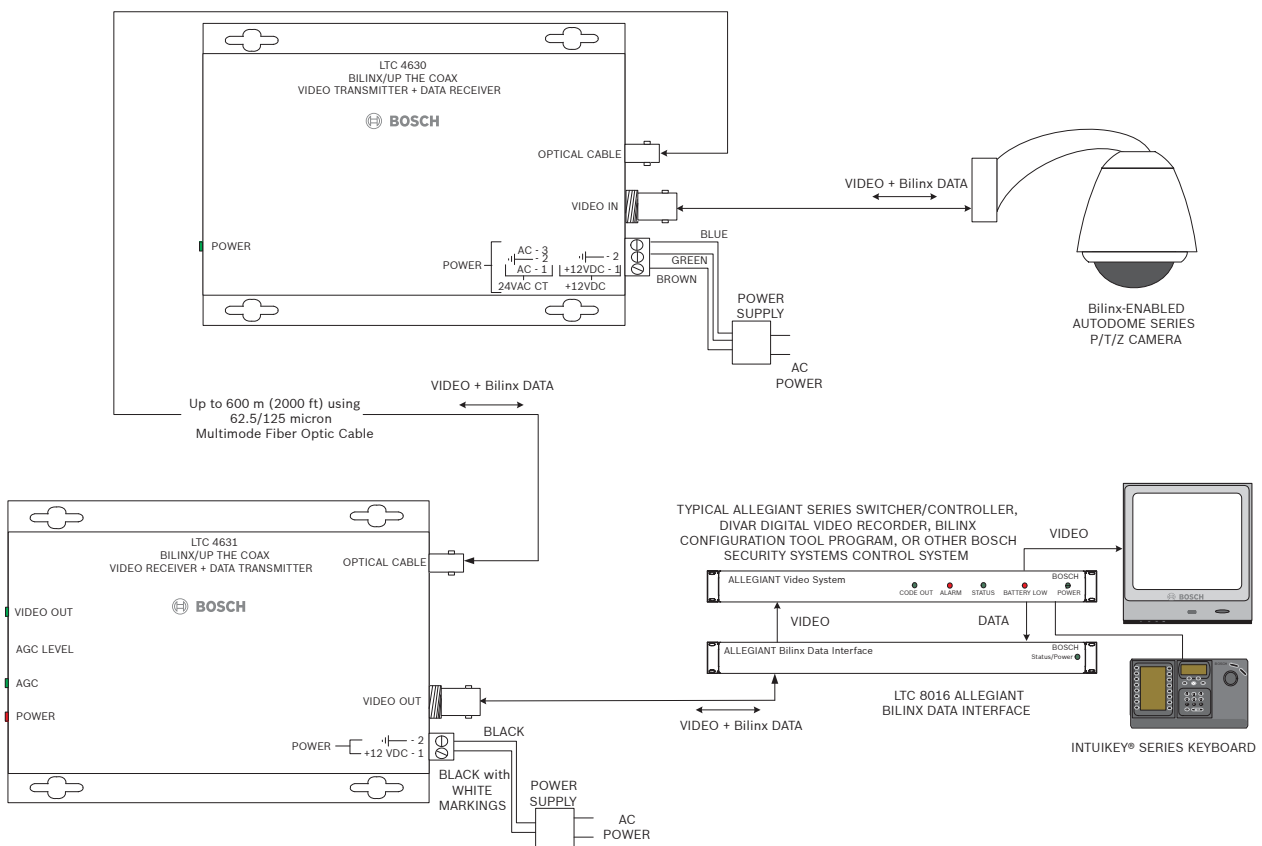 LTC 4630
BILINX/UP THE COAX
VIDEO TRANSMITTER + DATA RECEIVER
BOSCH
OPTICAL CABLE
VIDEO IN
POWER
POWER
AC - 3
- 2
AC - 1
24VAC CT
- 2
+12VDC - 1
+12VDC
BLUE
GREEN
BROWN
POWER
SUPPLY
AC
POWER
VIDEO + Bilinx DATA
Bilinx-ENABLED
AUTODOME SERIES
P/T/Z CAMERA
VIDEO + Bilinx DATA
Up to 600 m (2000 ft) using
62.5/125 micron
Multimode Fiber Optic Cable
LTC 4631
BILINX/UP THE COAX
VIDEO RECEIVER + DATA TRANSMITTER
BOSCH
OPTICAL CABLE
VIDEO OUT
AGC LEVEL
AGC
POWER
VIDEO OUT
POWER
- 2
+12 VDC - 1
BLACK
BLACK with
WHITE
MARKINGS
POWER
SUPPLY
AC
POWER
VIDEO + Bilinx DATA
TYPICAL ALLEGIANT SERIES SWITCHER/CONTROLLER,
DIVAR DIGITAL VIDEO RECORDER, BILINX
CONFIGURATION TOOL PROGRAM, OR OTHER BOSCH
SECURITY SYSTEMS CONTROL SYSTEM
ALLEGIANT Video System
BOSCH
CODE OUT
ALARM
STATUS
BATTERY LOW
POWER
VIDEO
DATA
VIDEO
BOSCH
ALLEGIANT Bilinx Data Interface
BOSCH
Status/Power
LTC 8016 ALLEGIANT
BILINX DATA INTERFACE
INTUIKEY® SERIES KEYBOARD